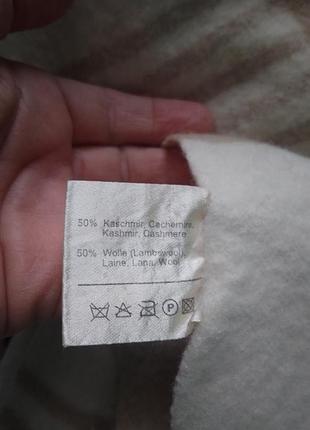 50% Kaschmir, Cachemire,
Kashmir, Cashmere
50% Wolle (Lambswool),
Laine, Lana, Wool
P